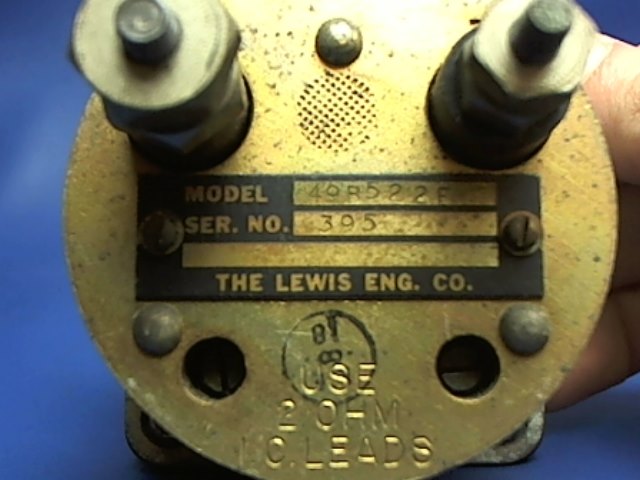 MODEL 49B522F
SER. NO. 395
THE LEWIS ENG. CO.
USE
2 OHM
I.C. LEADS